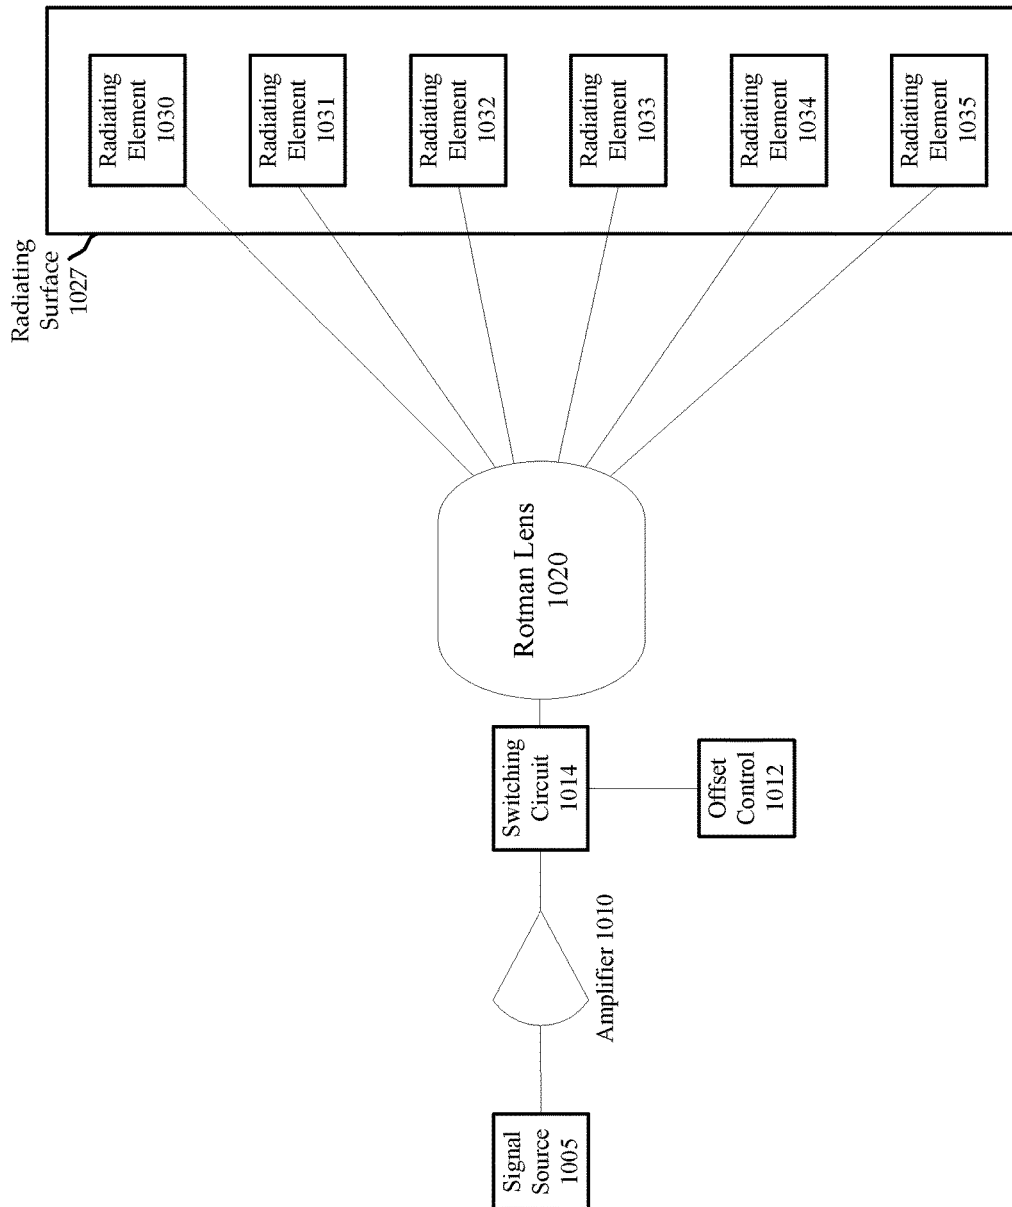 Radiating
Surface
1027
Radiating
Element
1030
Radiating
Element
1031
Radiating
Element
1032
Radiating
Element
1033
Radiating
Element
1034
Radiating
Element
1035
Rotman Lens
1020
Switching
Circuit
1014
Offset
Control
1012
Amplifier 1010
Signal
Source
1005